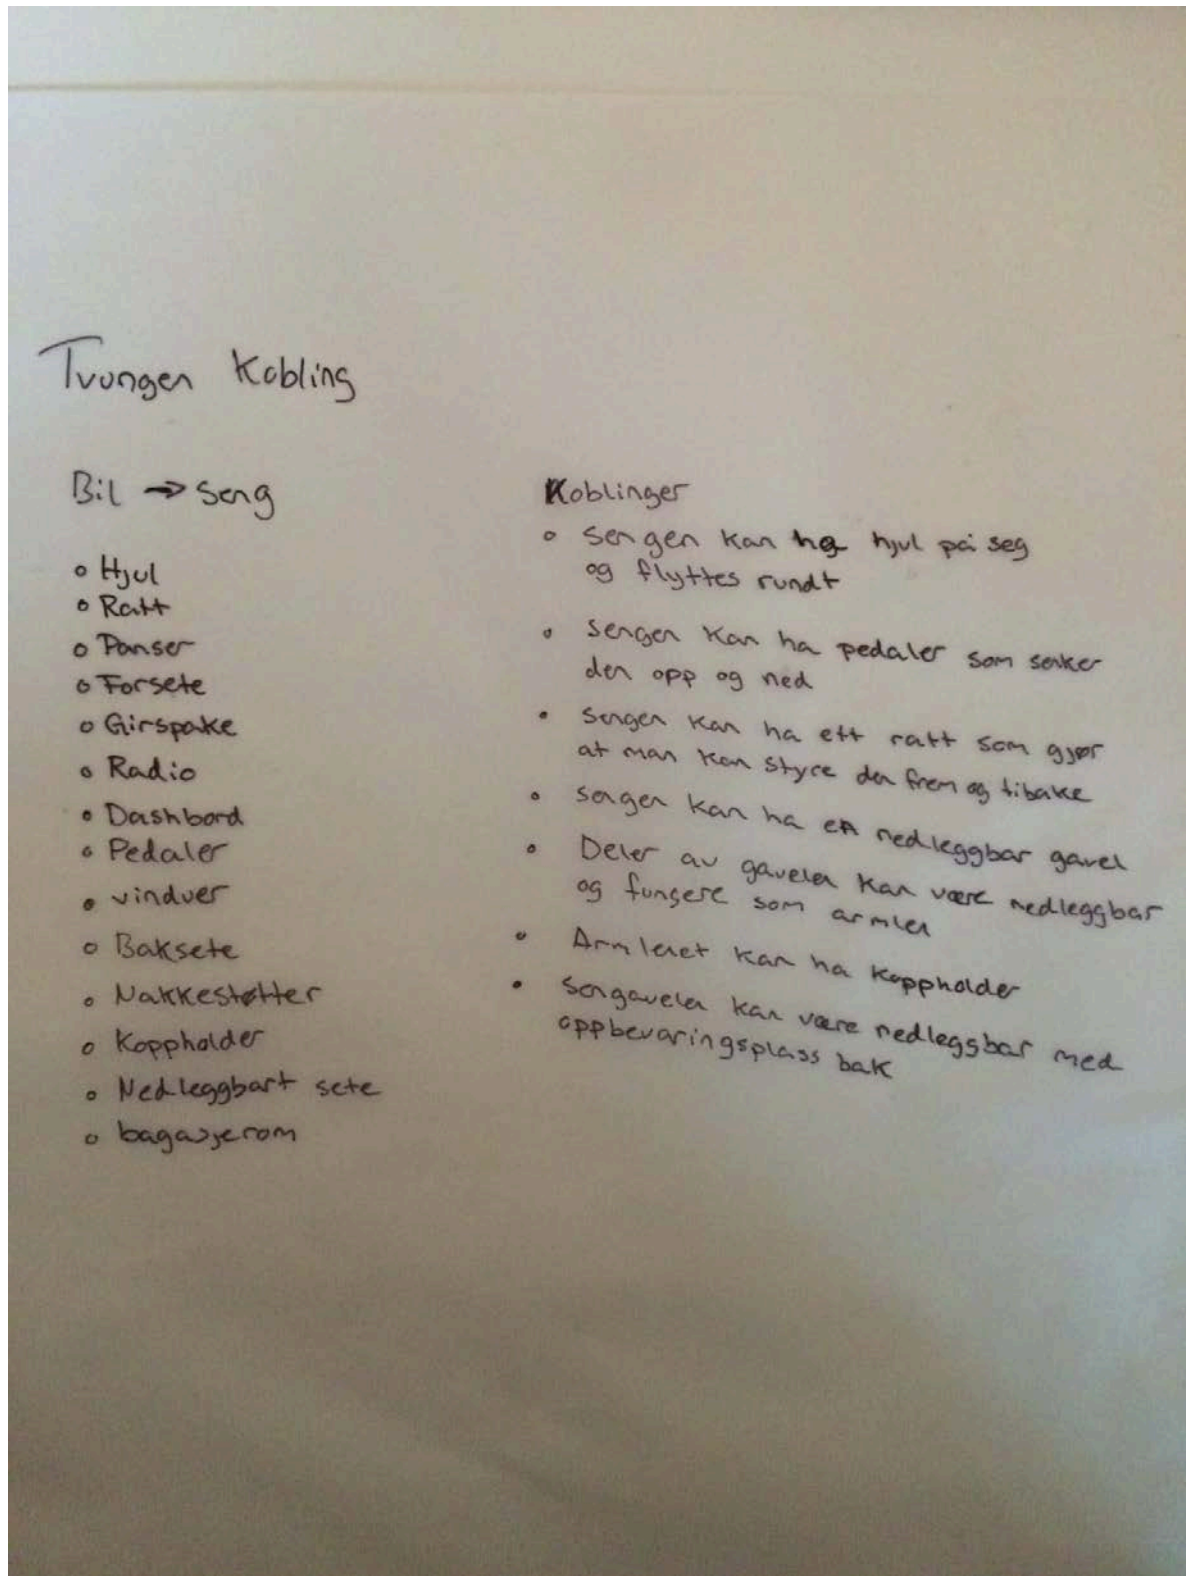 Tvungen Kobling
Bil → Seng
• Hjul
• Ratt
• Panser
• Forsete
• Girspake
• Radio
• Dashbord
• Pedaler
• vinduer
• Baksete
• Nakkestøtter
• Koppholder
• Nedleggbart sete
• bagasjerom
Koblinger
• Sengen kan ha hjul på seg
og flyttes rundt
• Sengen kan ha pedaler som senker
den opp og ned
• Sengen kan ha ett ratt som gjør
at man kan styre den frem og tibake
• Sengen kan ha en nedleggbar gavel
• Deler av gavelen kan være nedleggbar
og fungere som armlen
• Armlenet kan ha koppholder
• Sengavelen kan være nedleggbar med
oppbevaringsplass bak